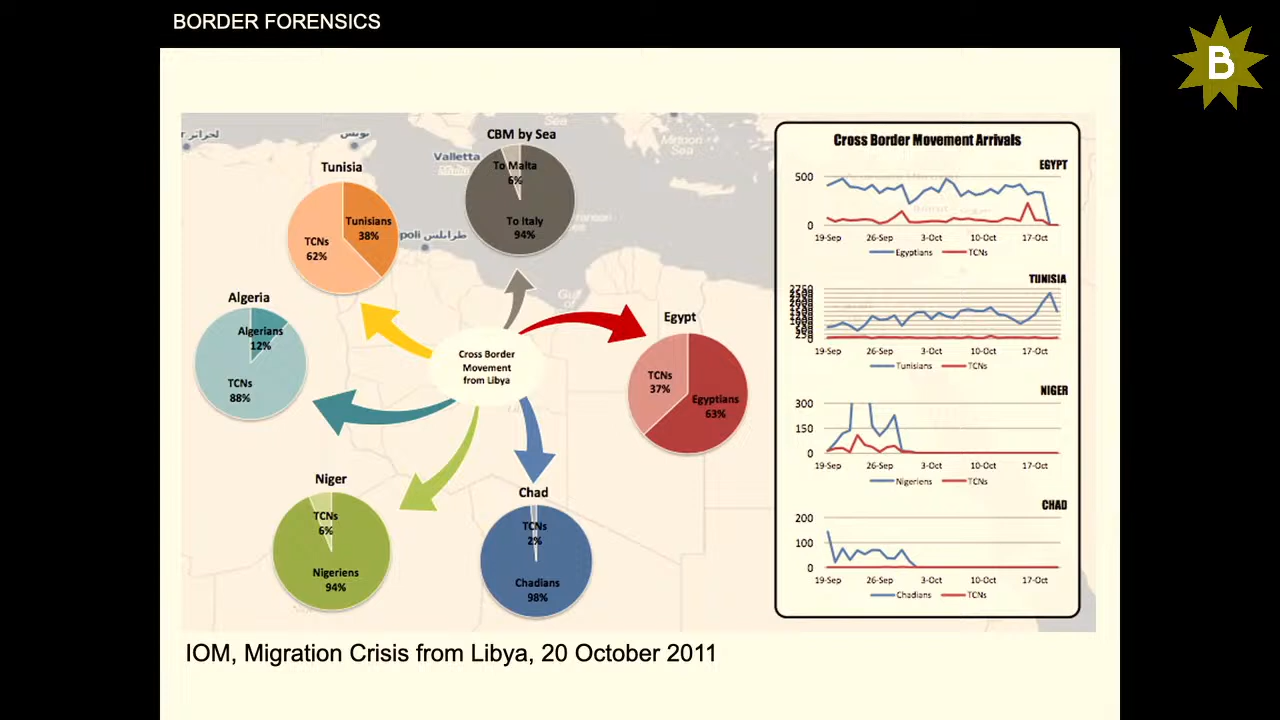 BORDER FORENSICS
B
تونس
CBM by Sea
Valletta
To Malta
6%
To Italy
94%
Tunisia
Tunisians
38%
TCNs
62%
poli طرابلس
Algeria
Algerians
12%
TCNs
88%
Cross Border
Movement
from Libya
Egypt
TCNs
37%
Egyptians
63%
Niger
TCNs
6%
Nigeriens
94%
Chad
TCNs
2%
Chadians
98%
Cross Border Movement Arrivals
EGYPT
500
0
19-Sep 26-Sep 3-Oct 10-Oct 17-Oct
Egyptians TCNs
TUNISIA
2750
250
0
19-Sep 26-Sep 3-Oct 10-Oct 17-Oct
Tunisians TCNs
NIGER
300
150
0
19-Sep 26-Sep 3-Oct 10-Oct 17-Oct
Nigeriens TCNs
CHAD
200
100
0
19-Sep 26-Sep 3-Oct 10-Oct 17-Oct
Chadians TCNs
IOM, Migration Crisis from Libya, 20 October 2011